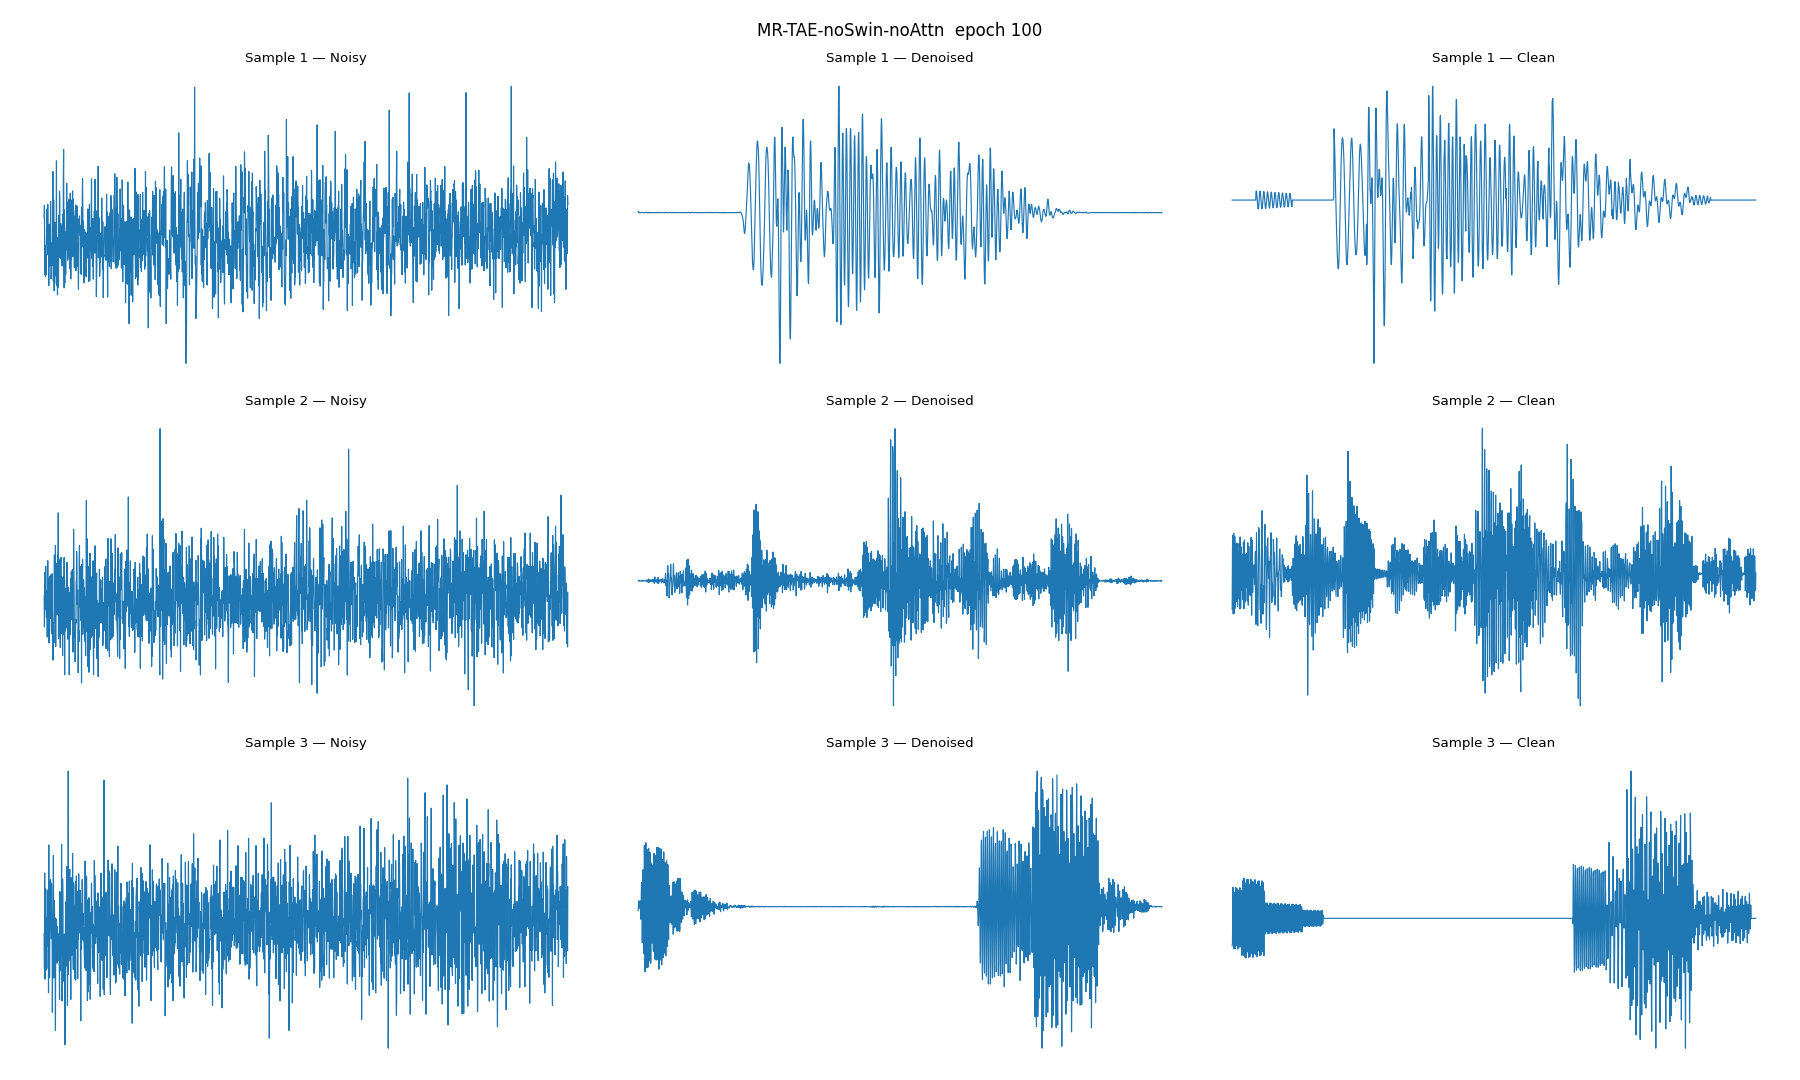 MR-TAE-noSwin-noAttn  epoch 100
Sample 1 — Noisy
Sample 1 — Denoised
Sample 1 — Clean
Sample 2 — Noisy
Sample 2 — Denoised
Sample 2 — Clean
Sample 3 — Noisy
Sample 3 — Denoised
Sample 3 — Clean